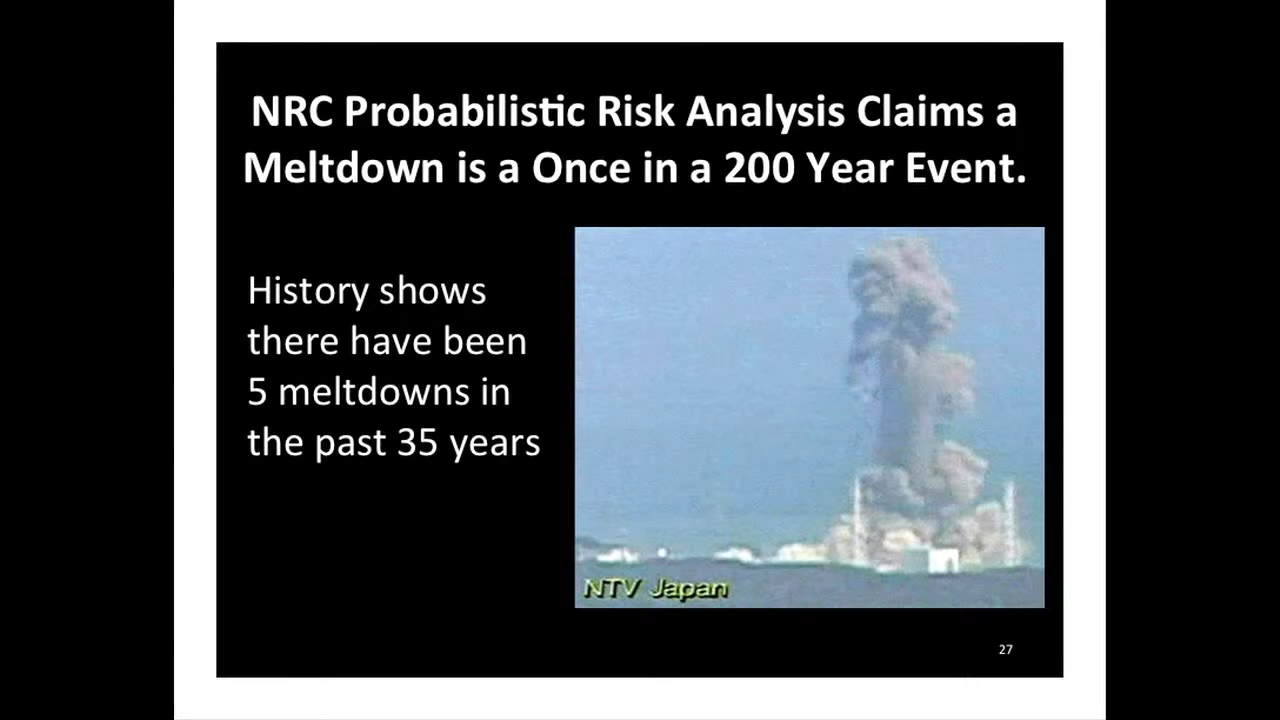 NRC Probabilistic Risk Analysis Claims a
Meltdown is a Once in a 200 Year Event.
History shows
there have been
5 meltdowns in
the past 35 years
NTV Japan
27